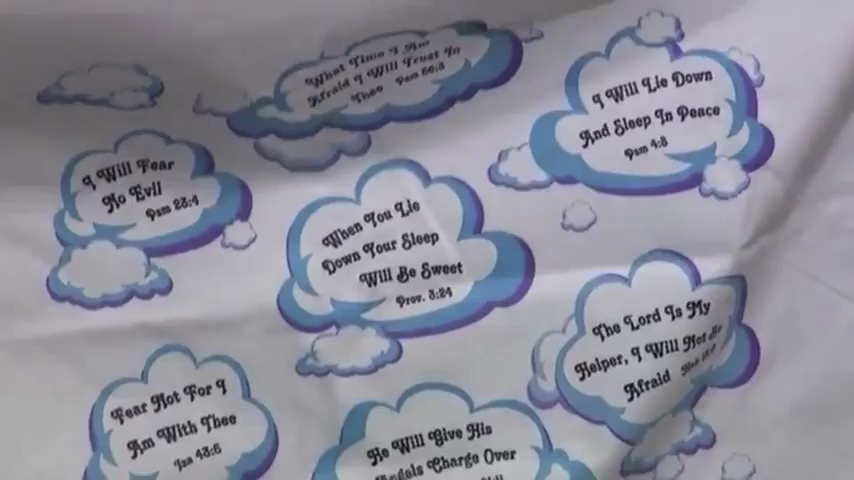 What Time I Am
Afraid I Will Trust In
Thee Psm 56:3
I Will Lie Down
And Sleep In Peace
Psm 4:8
I Will Fear
No Evil
Psm 23:4
When You Lie
Down Your Sleep
Will Be Sweet
Prov. 3:24
The Lord Is My
Helper, I Will Not Be
Afraid
Fear Not For I
Am With Thee
Isa 43:5
He Will Give His
Angels Charge Over